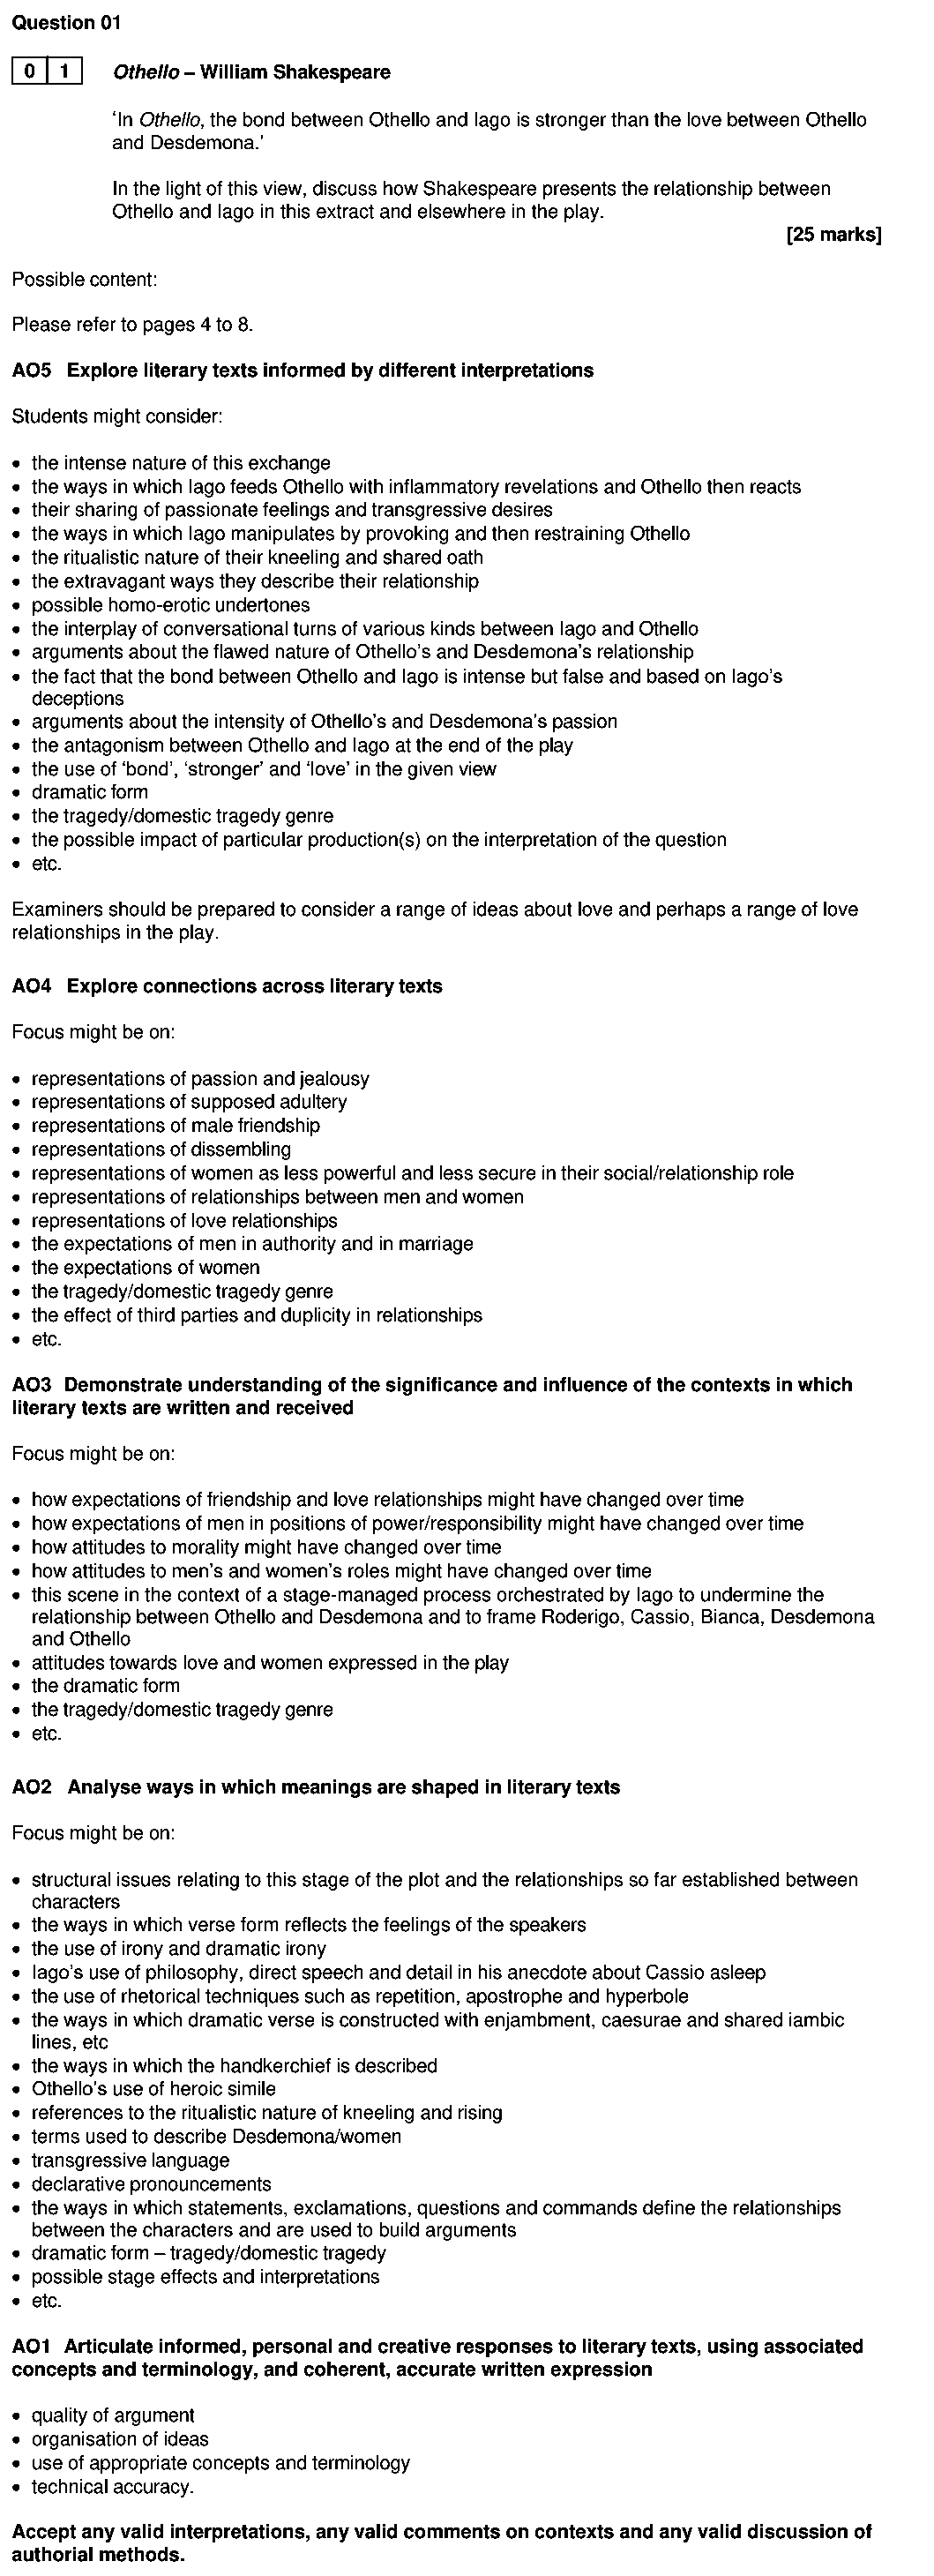 Question 01
0 1 Othello – William Shakespeare
‘In Othello, the bond between Othello and Iago is stronger than the love between Othello
and Desdemona.’
In the light of this view, discuss how Shakespeare presents the relationship between
Othello and Iago in this extract and elsewhere in the play.
[25 marks]
Possible content:
Please refer to pages 4 to 8.
AO5 Explore literary texts informed by different interpretations
Students might consider:
• the intense nature of this exchange
• the ways in which Iago feeds Othello with inflammatory revelations and Othello then reacts
• their sharing of passionate feelings and transgressive desires
• the ways in which Iago manipulates by provoking and then restraining Othello
• the ritualistic nature of their kneeling and shared oath
• the extravagant ways they describe their relationship
• possible homo-erotic undertones
• the interplay of conversational turns of various kinds between Iago and Othello
• arguments about the flawed nature of Othello’s and Desdemona’s relationship
• the fact that the bond between Othello and Iago is intense but false and based on Iago’s
deceptions
• arguments about the intensity of Othello’s and Desdemona’s passion
• the antagonism between Othello and Iago at the end of the play
• the use of ‘bond’, ‘stronger’ and ‘love’ in the given view
• dramatic form
• the tragedy/domestic tragedy genre
• the possible impact of particular production(s) on the interpretation of the question
• etc.
Examiners should be prepared to consider a range of ideas about love and perhaps a range of love
relationships in the play.
AO4 Explore connections across literary texts
Focus might be on:
• representations of passion and jealousy
• representations of supposed adultery
• representations of male friendship
• representations of dissembling
• representations of women as less powerful and less secure in their social/relationship role
• representations of relationships between men and women
• representations of love relationships
• the expectations of men in authority and in marriage
• the expectations of women
• the tragedy/domestic tragedy genre
• the effect of third parties and duplicity in relationships
• etc.
AO3 Demonstrate understanding of the significance and influence of the contexts in which
literary texts are written and received
Focus might be on:
• how expectations of friendship and love relationships might have changed over time
• how expectations of men in positions of power/responsibility might have changed over time
• how attitudes to morality might have changed over time
• how attitudes to men’s and women’s roles might have changed over time
• this scene in the context of a stage-managed process orchestrated by Iago to undermine the
relationship between Othello and Desdemona and to frame Roderigo, Cassio, Bianca, Desdemona
and Othello
• attitudes towards love and women expressed in the play
• the dramatic form
• the tragedy/domestic tragedy genre
• etc.
AO2 Analyse ways in which meanings are shaped in literary texts
Focus might be on:
• structural issues relating to this stage of the plot and the relationships so far established between
characters
• the ways in which verse form reflects the feelings of the speakers
• the use of irony and dramatic irony
• Iago’s use of philosophy, direct speech and detail in his anecdote about Cassio asleep
• the use of rhetorical techniques such as repetition, apostrophe and hyperbole
• the ways in which dramatic verse is constructed with enjambment, caesurae and shared iambic
lines, etc
• the ways in which the handkerchief is described
• Othello’s use of heroic simile
• references to the ritualistic nature of kneeling and rising
• terms used to describe Desdemona/women
• transgressive language
• declarative pronouncements
• the ways in which statements, exclamations, questions and commands define the relationships
between the characters and are used to build arguments
• dramatic form – tragedy/domestic tragedy
• possible stage effects and interpretations
• etc.
AO1 Articulate informed, personal and creative responses to literary texts, using associated
concepts and terminology, and coherent, accurate written expression
• quality of argument
• organisation of ideas
• use of appropriate concepts and terminology
• technical accuracy.
Accept any valid interpretations, any valid comments on contexts and any valid discussion of
authorial methods.